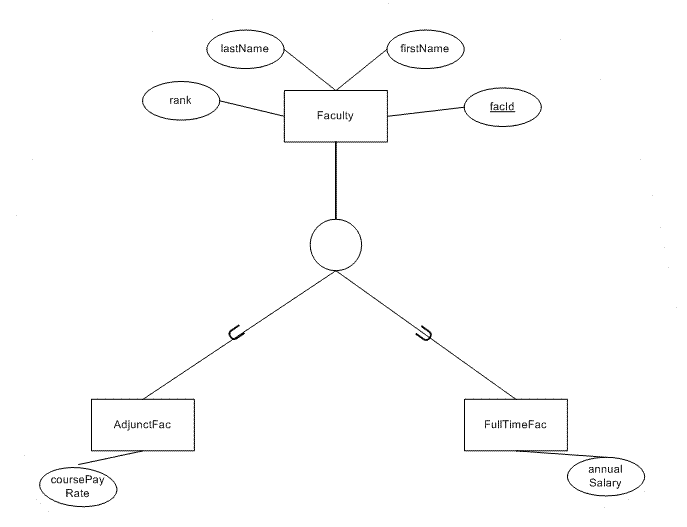 lastName
firstName
rank
facId
Faculty
AdjunctFac
FullTimeFac
coursePay
Rate
annual
Salary